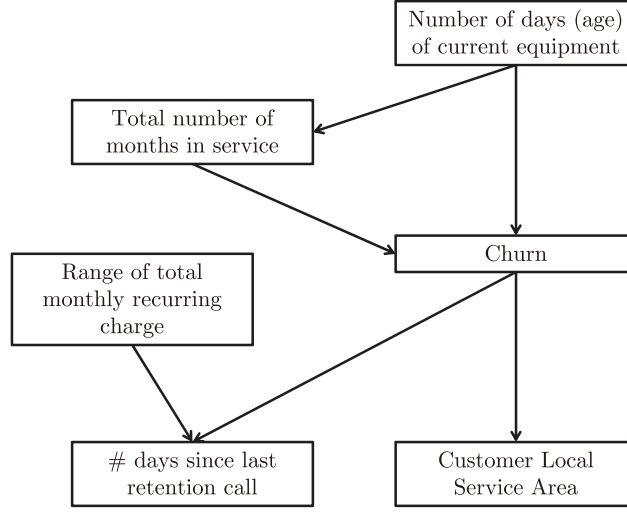 Number of days (age)
of current equipment
Total number of
months in service
Churn
Range of total
monthly recurring
charge
# days since last
retention call
Customer Local
Service Area